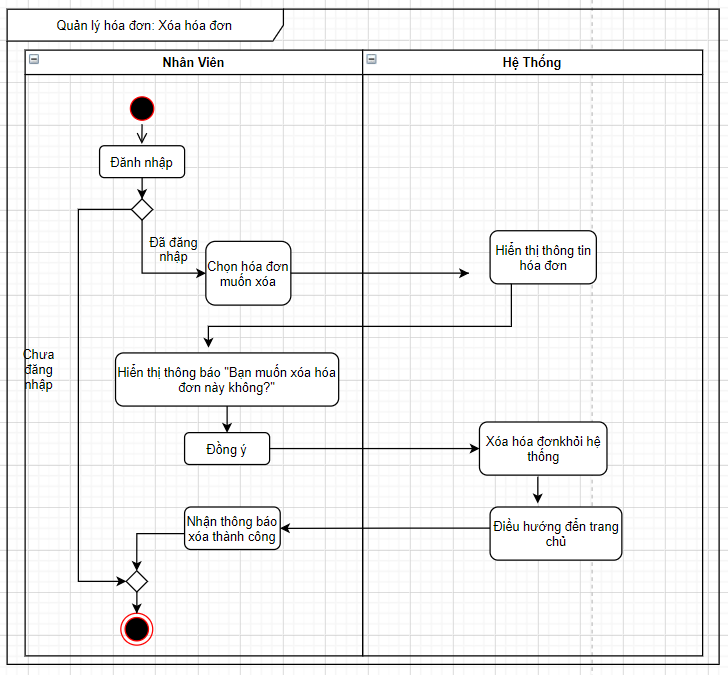 Quản lý hóa đơn: Xóa hóa đơn
Nhân Viên
Hệ Thống
Đănh nhập
Đã đăng
nhập
Chọn hóa đơn
muốn xóa
Hiển thị thông tin
hóa đơn
Chưa
đăng
nhập
Hiển thị thông báo "Bạn muốn xóa hóa
đơn này không?"
Đồng ý
Xóa hóa đơnkhỏi hệ
thống
Nhận thông báo
xóa thành công
Điều hướng đển trang
chủ